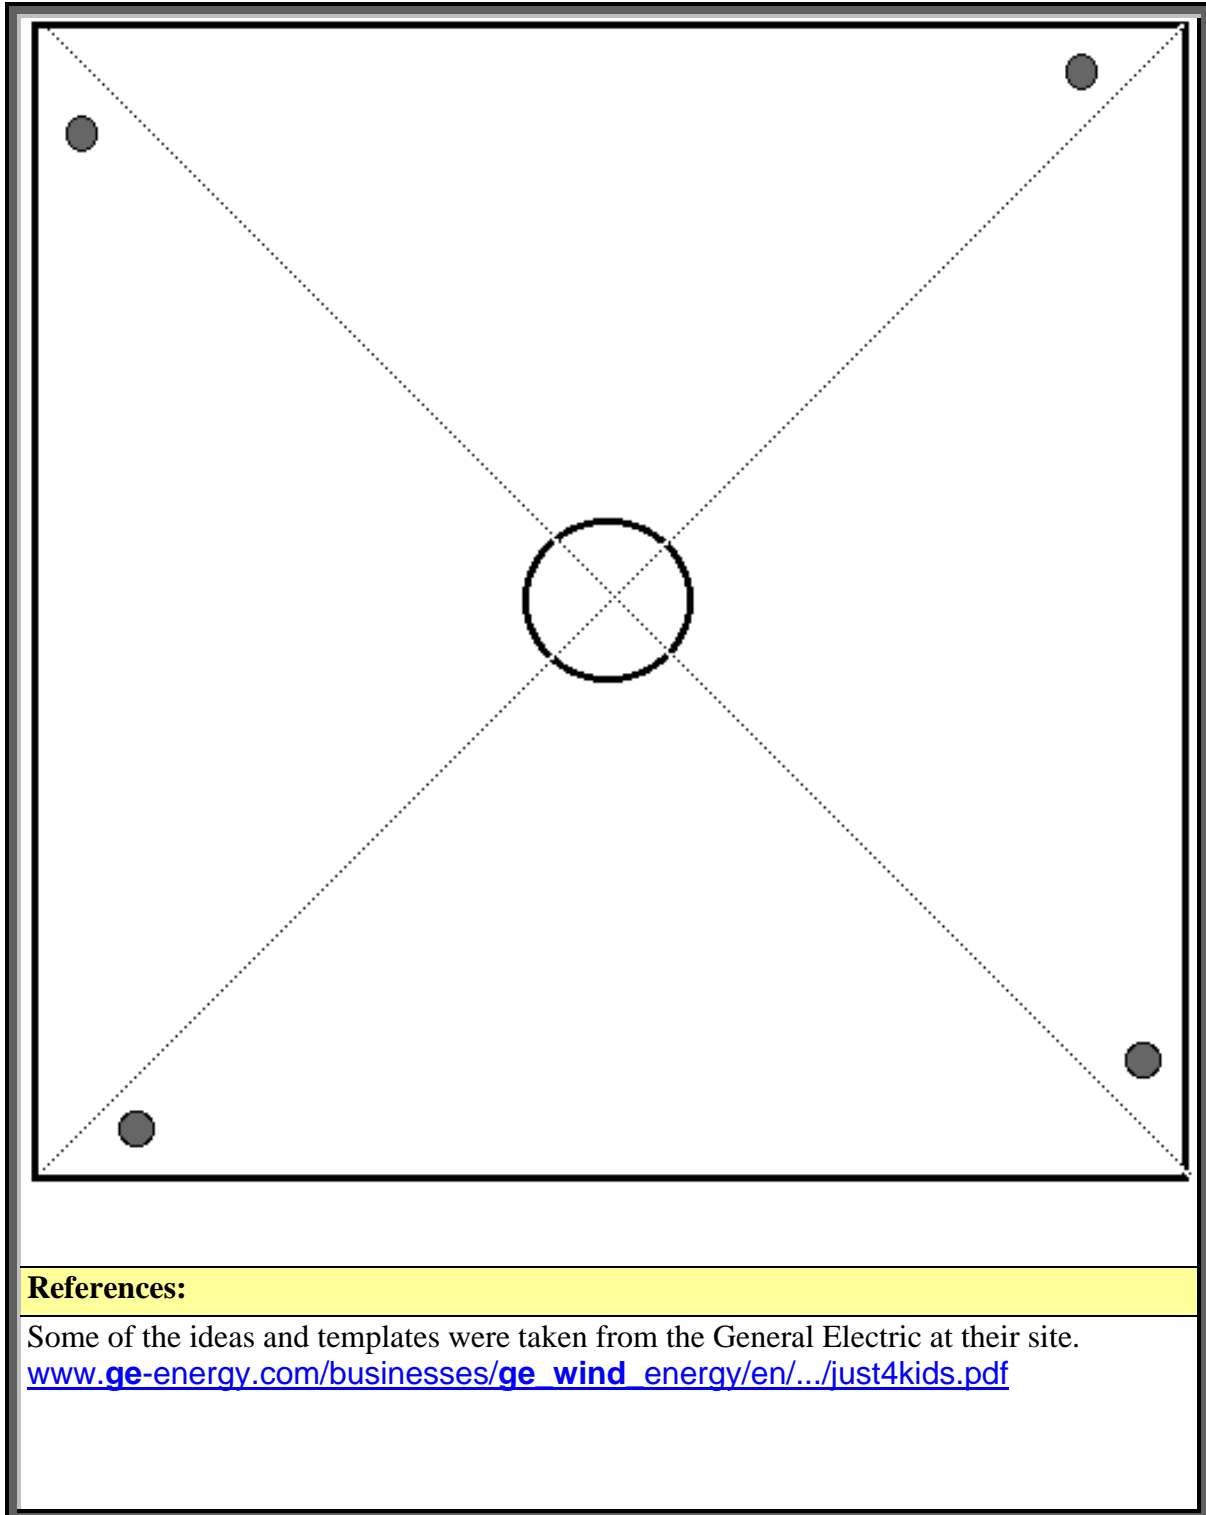 References:
Some of the ideas and templates were taken from the General Electric at their site.
www.ge-energy.com/businesses/ge_wind_energy/en/.../just4kids.pdf